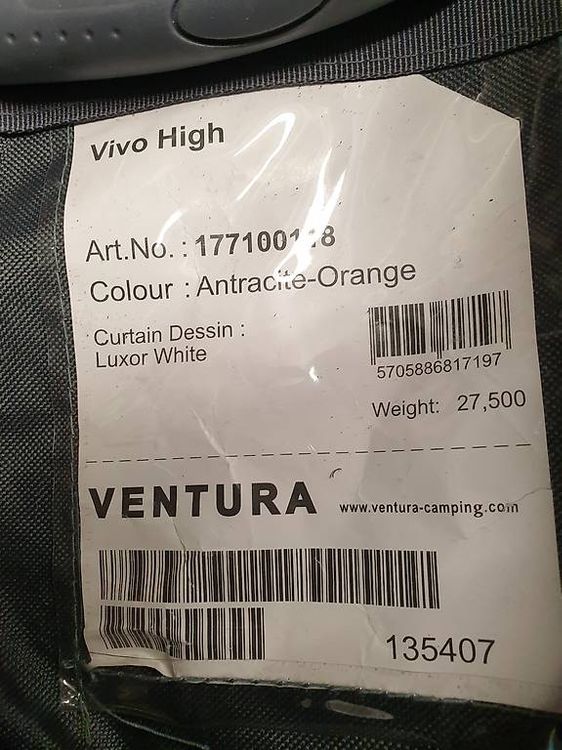 Vivo High
Art.No. :
Colour : Antracite-Orange
Curtain Dessin :
Luxor White
5705886817197
Weight: 27,500
VENTURA www.ventura-camping.com
135407